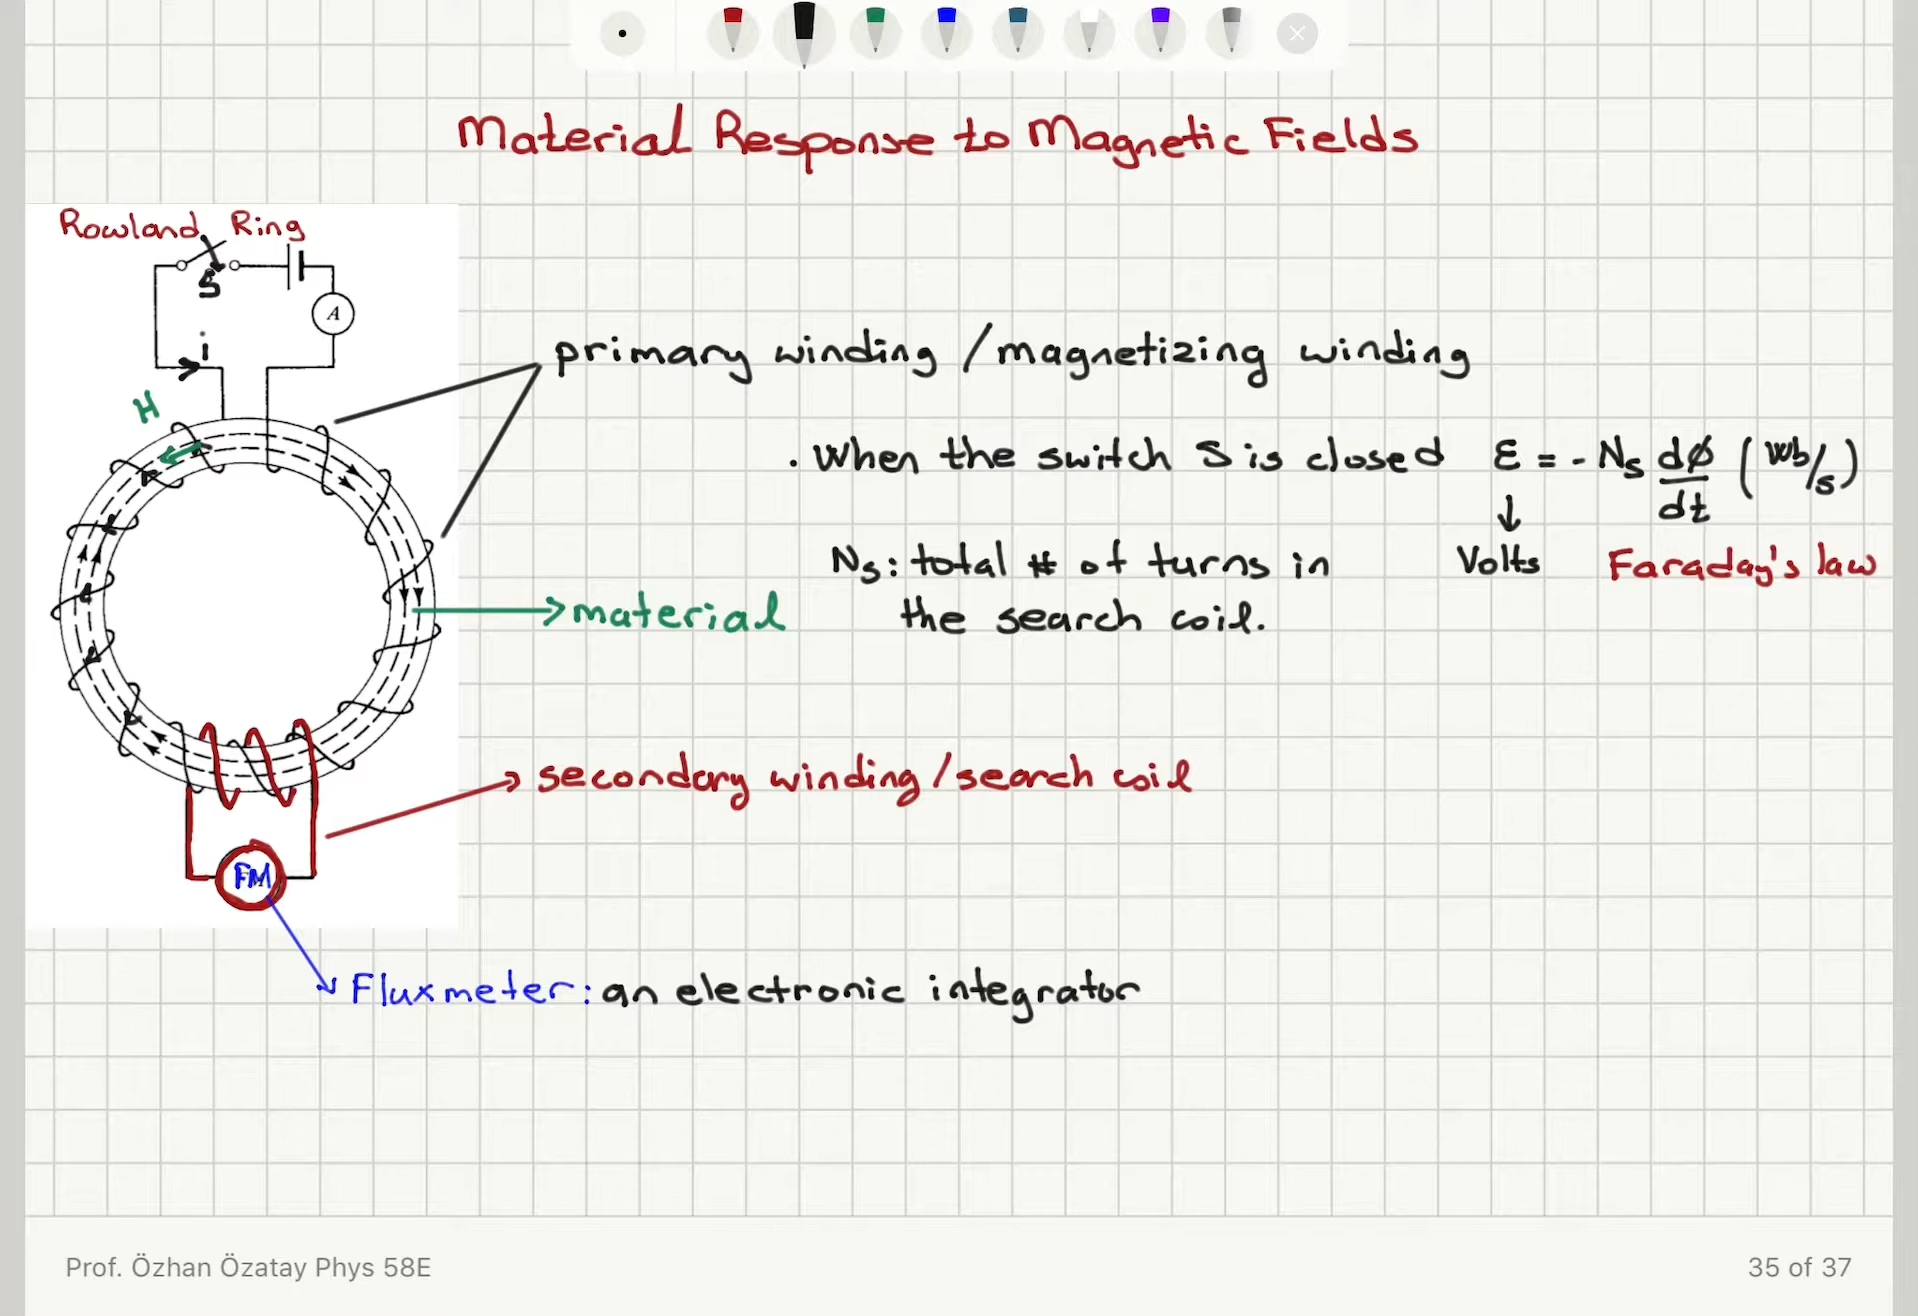 Material Response to Magnetic Fields
Rowland Ring
S
A
i
H
primary winding / magnetizing winding
. When the switch S is closed ε = - Ns dφ/dt (Wb/s)
↓
Volts Faraday's law
Ns : total # of turns in
the search coil.
→ material
→ secondary winding / search coil
FM
Fluxmeter : an electronic integrator
Prof. Özhan Özatay Phys 58E
35 of 37